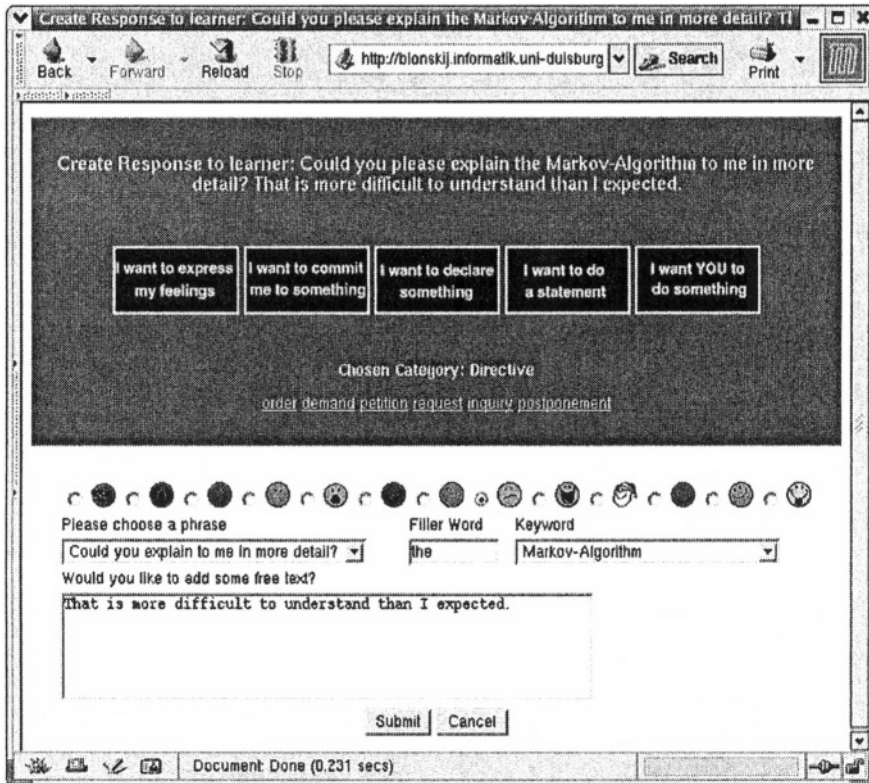 Create Response to learner: Could you please explain the Markov-Algorithm to me in more detail? Tl
Back Forward Reload Stop http://blonskij.informatik.uni-duisburg Search Print
Create Response to learner: Could you please explain the Markov-Algorithm to me in more
detail? That is more difficult to understand than I expected.
I want to express I want to commit I want to declare I want to do I want YOU to
my feelings me to something something a statement do something
Chosen Category: Directive
order demand petition request inquiry postponement
Please choose a phrase Filler Word Keyword
Could you explain to me in more detail? the Markov-Algorithm
Would you like to add some free text?
That is more difficult to understand than I expected.
Submit Cancel
Document: Done (0.231 secs)